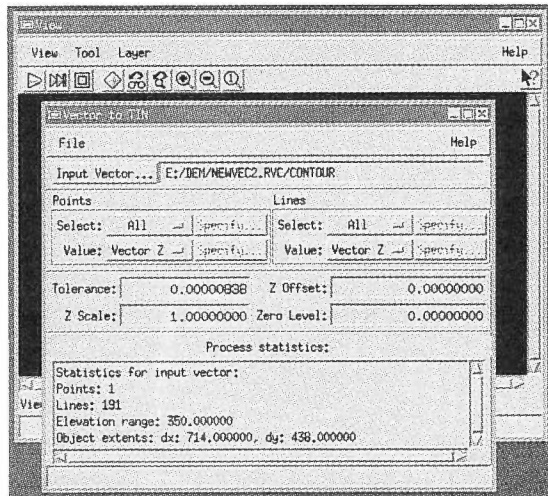 View
View Tool Layer Help
Vector to TIN
File Help
Input Vector... E:/DEM/NEWVEC2.RVC/CONTOUR
Points Lines
Select: All Specify... Select: All Specify...
Value: Vector Z Specify... Value: Vector Z Specify...
Tolerance: 0.00000838 Z Offset: 0.00000000
Z Scale: 1.00000000 Zero Level: 0.00000000
Process statistics:
Statistics for input vector:
Points: 1
Lines: 191
Elevation range: 350.000000
Object extents: dx: 714.000000, dy: 438.000000